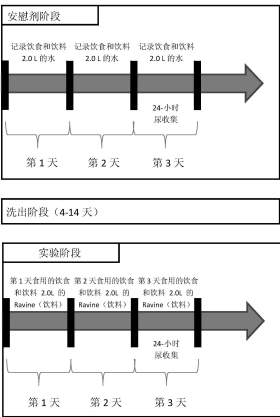 安慰剂阶段
记录饮食和饮料 记录饮食和饮料 记录饮食和饮料
2.0 L 的水 2.0 L 的水 2.0 L 的水
24-小时
尿收集
第 1 天 第 2 天 第 3 天
洗出阶段（4-14 天）
实验阶段
第 1 天食用的饮食 第 2 天食用的饮食 第 3 天食用的饮食
和饮料 2.0L 的 和饮料 2.0L 的 和饮料 2.0L 的
Ravine（饮料） Ravine（饮料） Ravine（饮料）
24-小时
尿收集
第 1 天 第 2 天 第 3 天